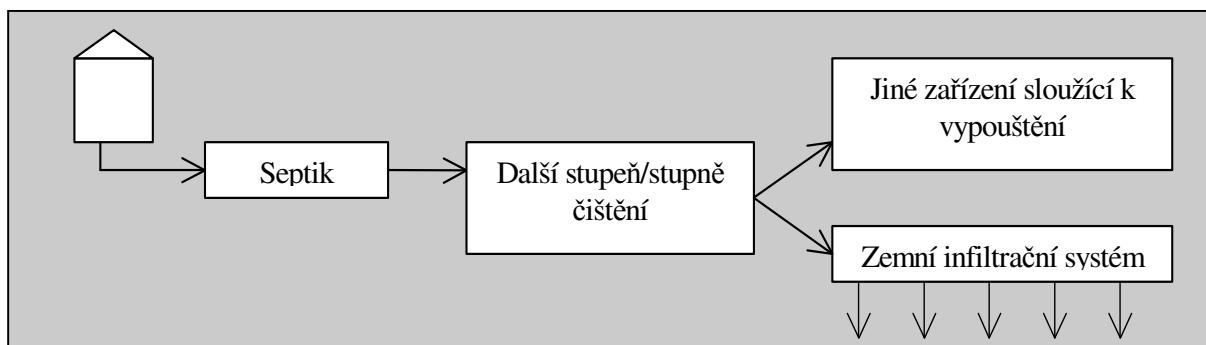 Septik
Další stupeň/stupně
čištění
Jiné zařízení sloužící k
vypouštění
Zemní infiltrační systém